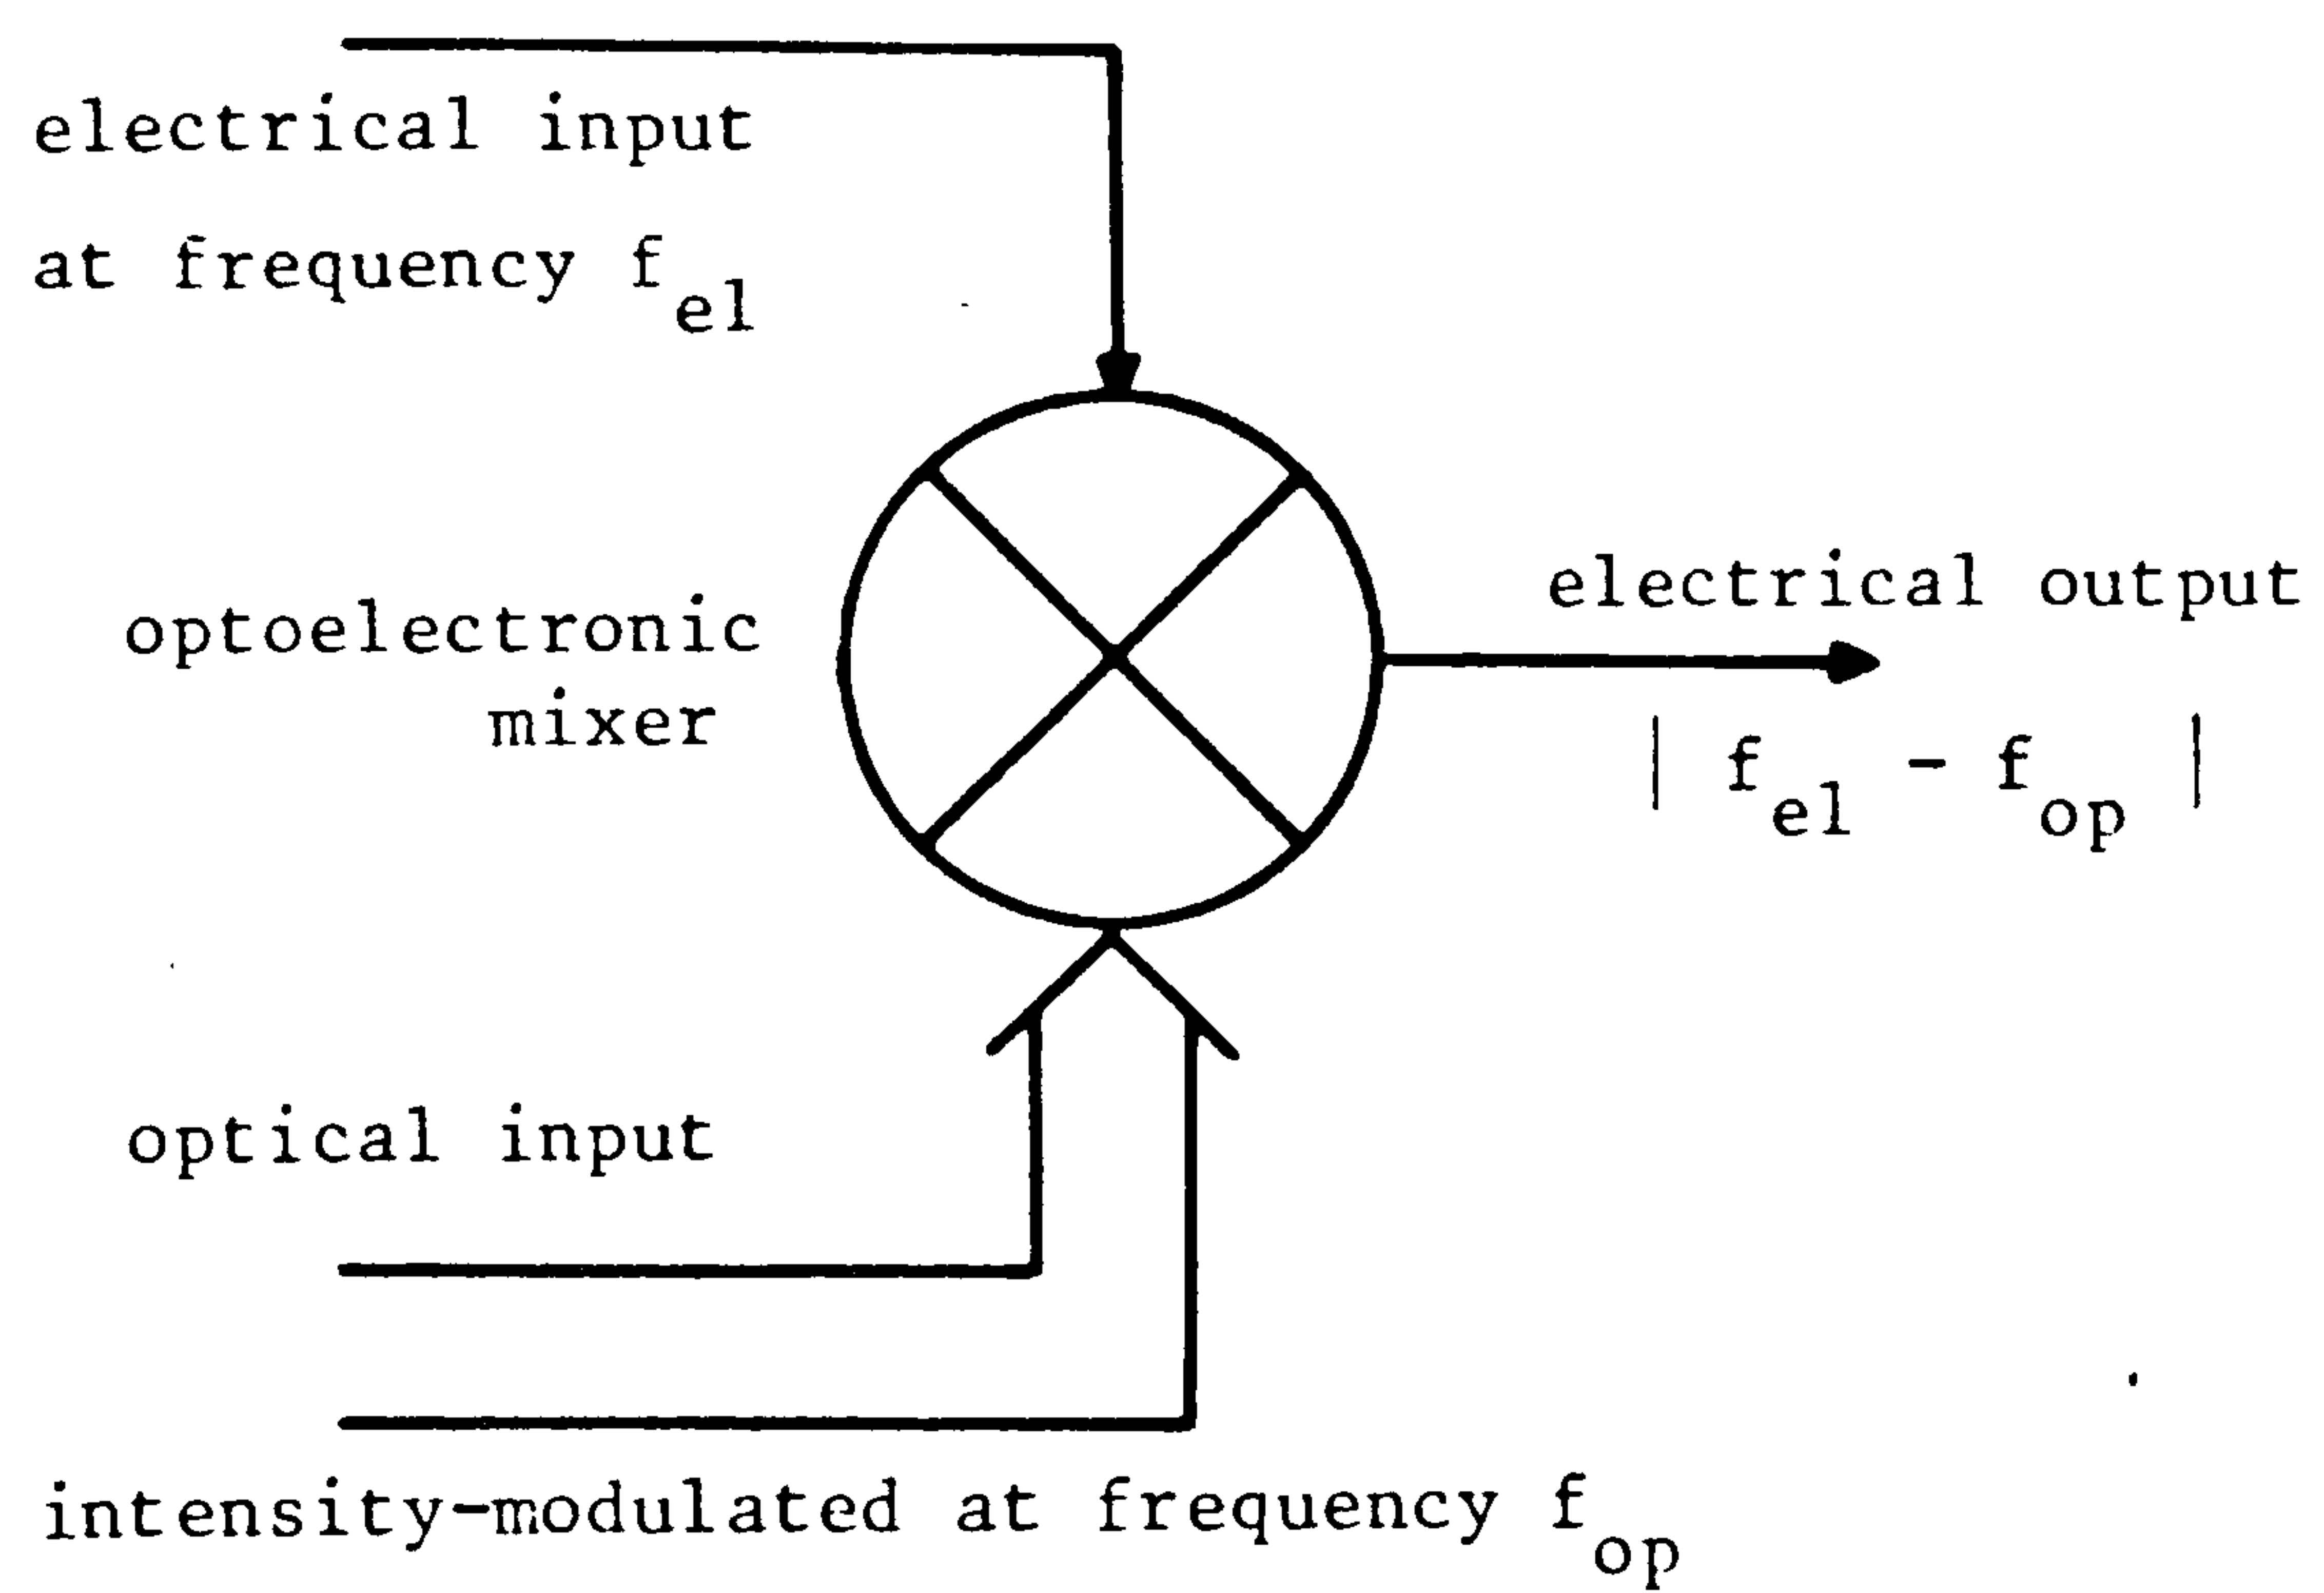 electrical input
at frequency f_el
optoelectronic
mixer
electrical output
| f_el - f_op |
optical input
intensity-modulated at frequency f_op